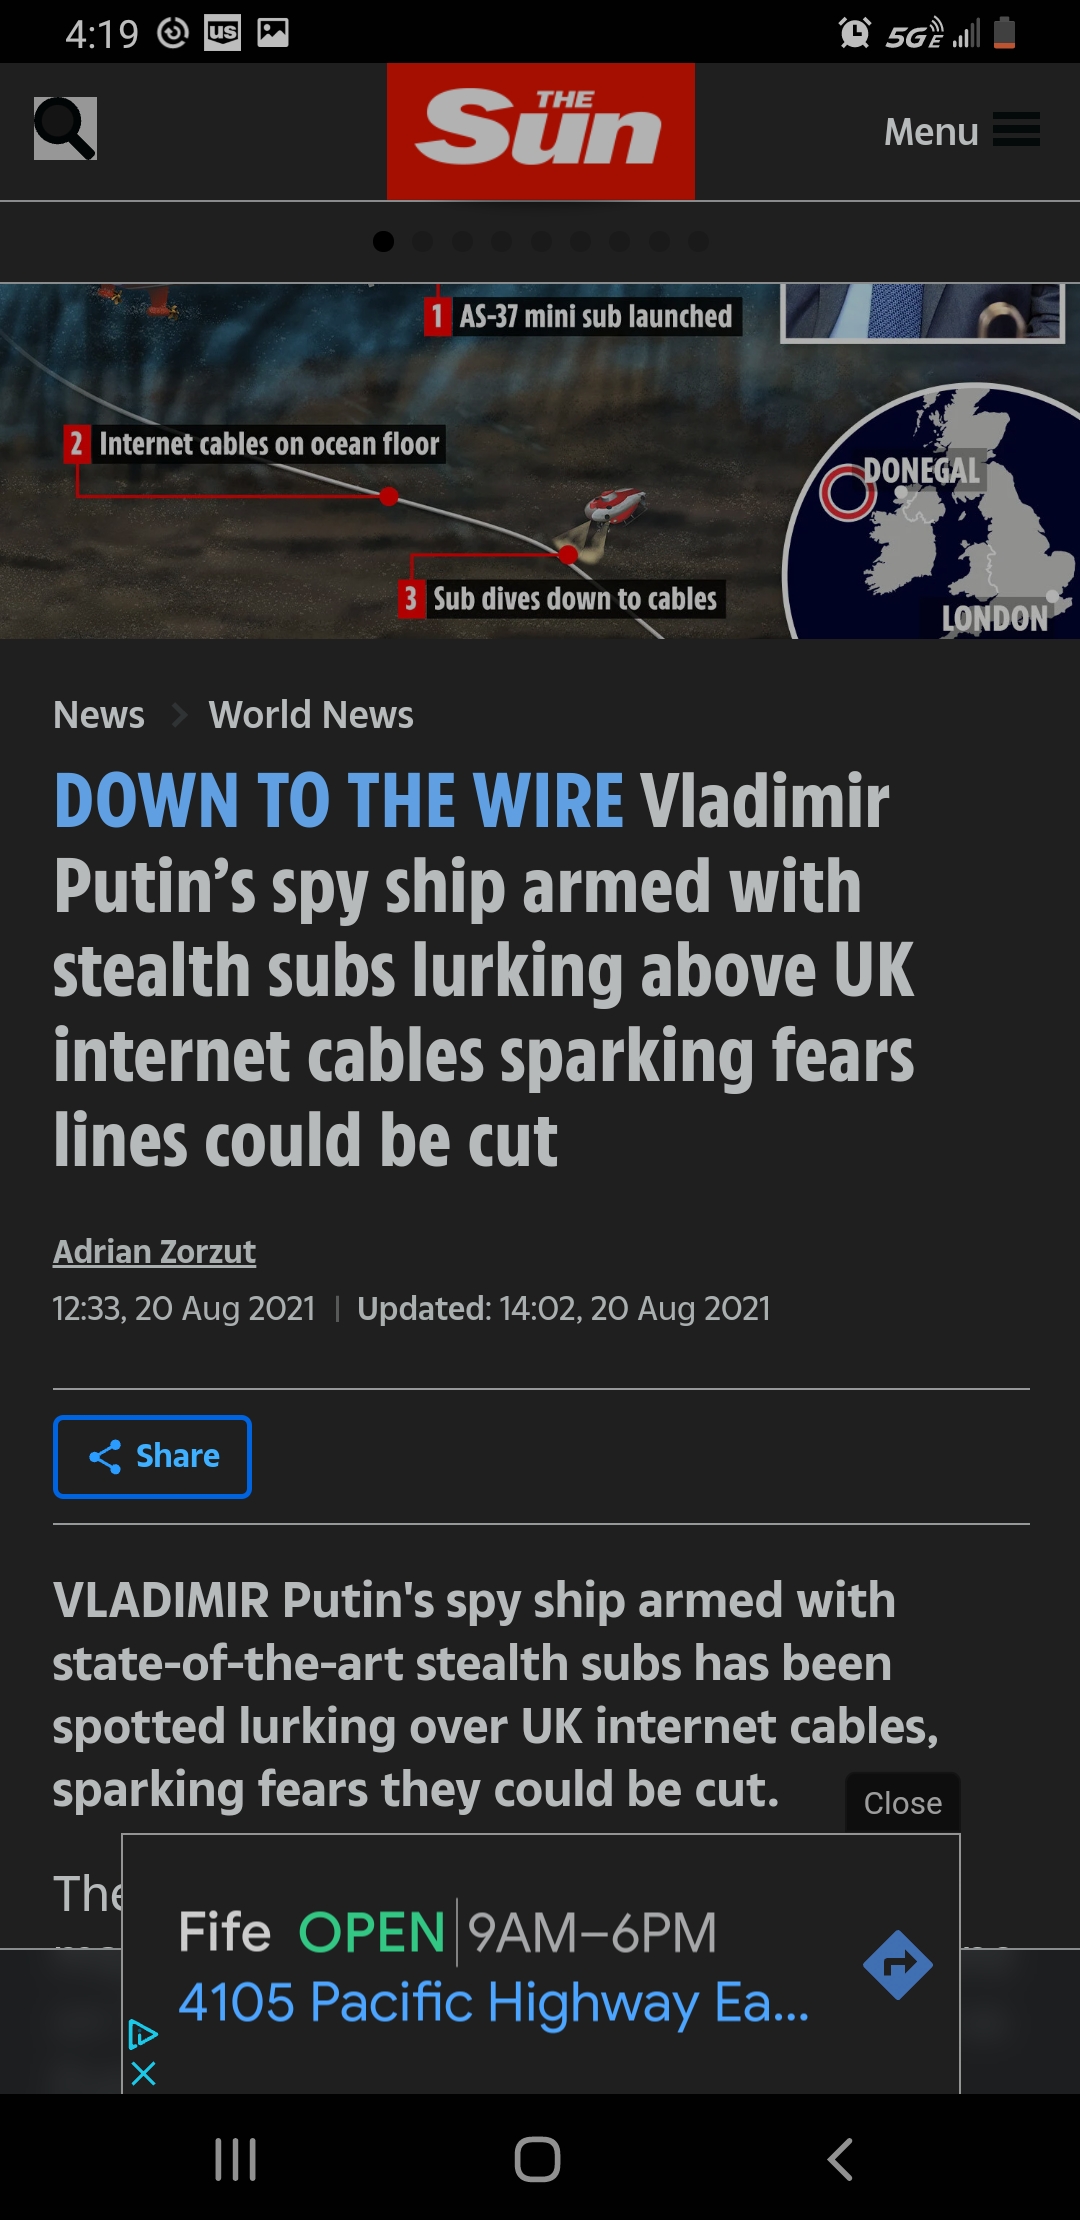 4:19 US 5GE
THE
Sun
Menu
1 AS-37 mini sub launched
2 Internet cables on ocean floor
DONEGAL
3 Sub dives down to cables
LONDON
News > World News
DOWN TO THE WIRE Vladimir
Putin’s spy ship armed with
stealth subs lurking above UK
internet cables sparking fears
lines could be cut
Adrian Zorzut
12:33, 20 Aug 2021 | Updated: 14:02, 20 Aug 2021
Share
VLADIMIR Putin's spy ship armed with
state-of-the-art stealth subs has been
spotted lurking over UK internet cables,
sparking fears they could be cut.
Close
Fife OPEN | 9AM–6PM
4105 Pacific Highway Ea...